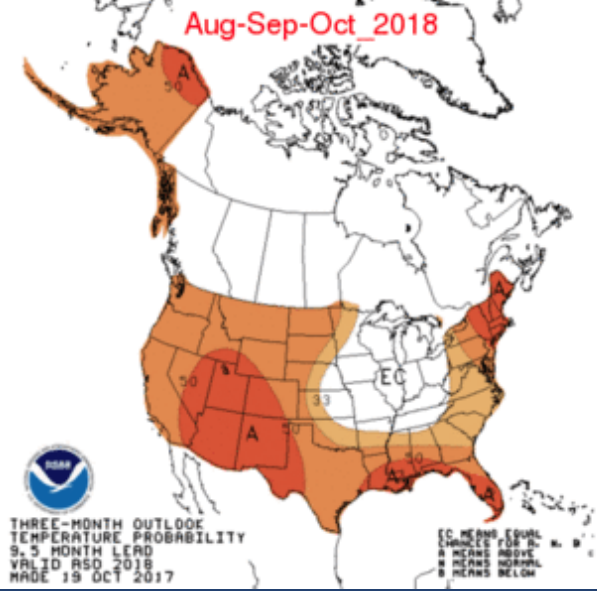 Aug-Sep-Oct_2018
A
50
A
50
EC
33
A
50
50
A
A
NOAA
THREE-MONTH OUTLOOK
TEMPERATURE PROBABILITY
9.5 MONTH LEAD
VALID ASO 2018
MADE 19 OCT 2017
EC MEANS EQUAL
CHANCES FOR A, N, B
A MEANS ABOVE
N MEANS NORMAL
B MEANS BELOW